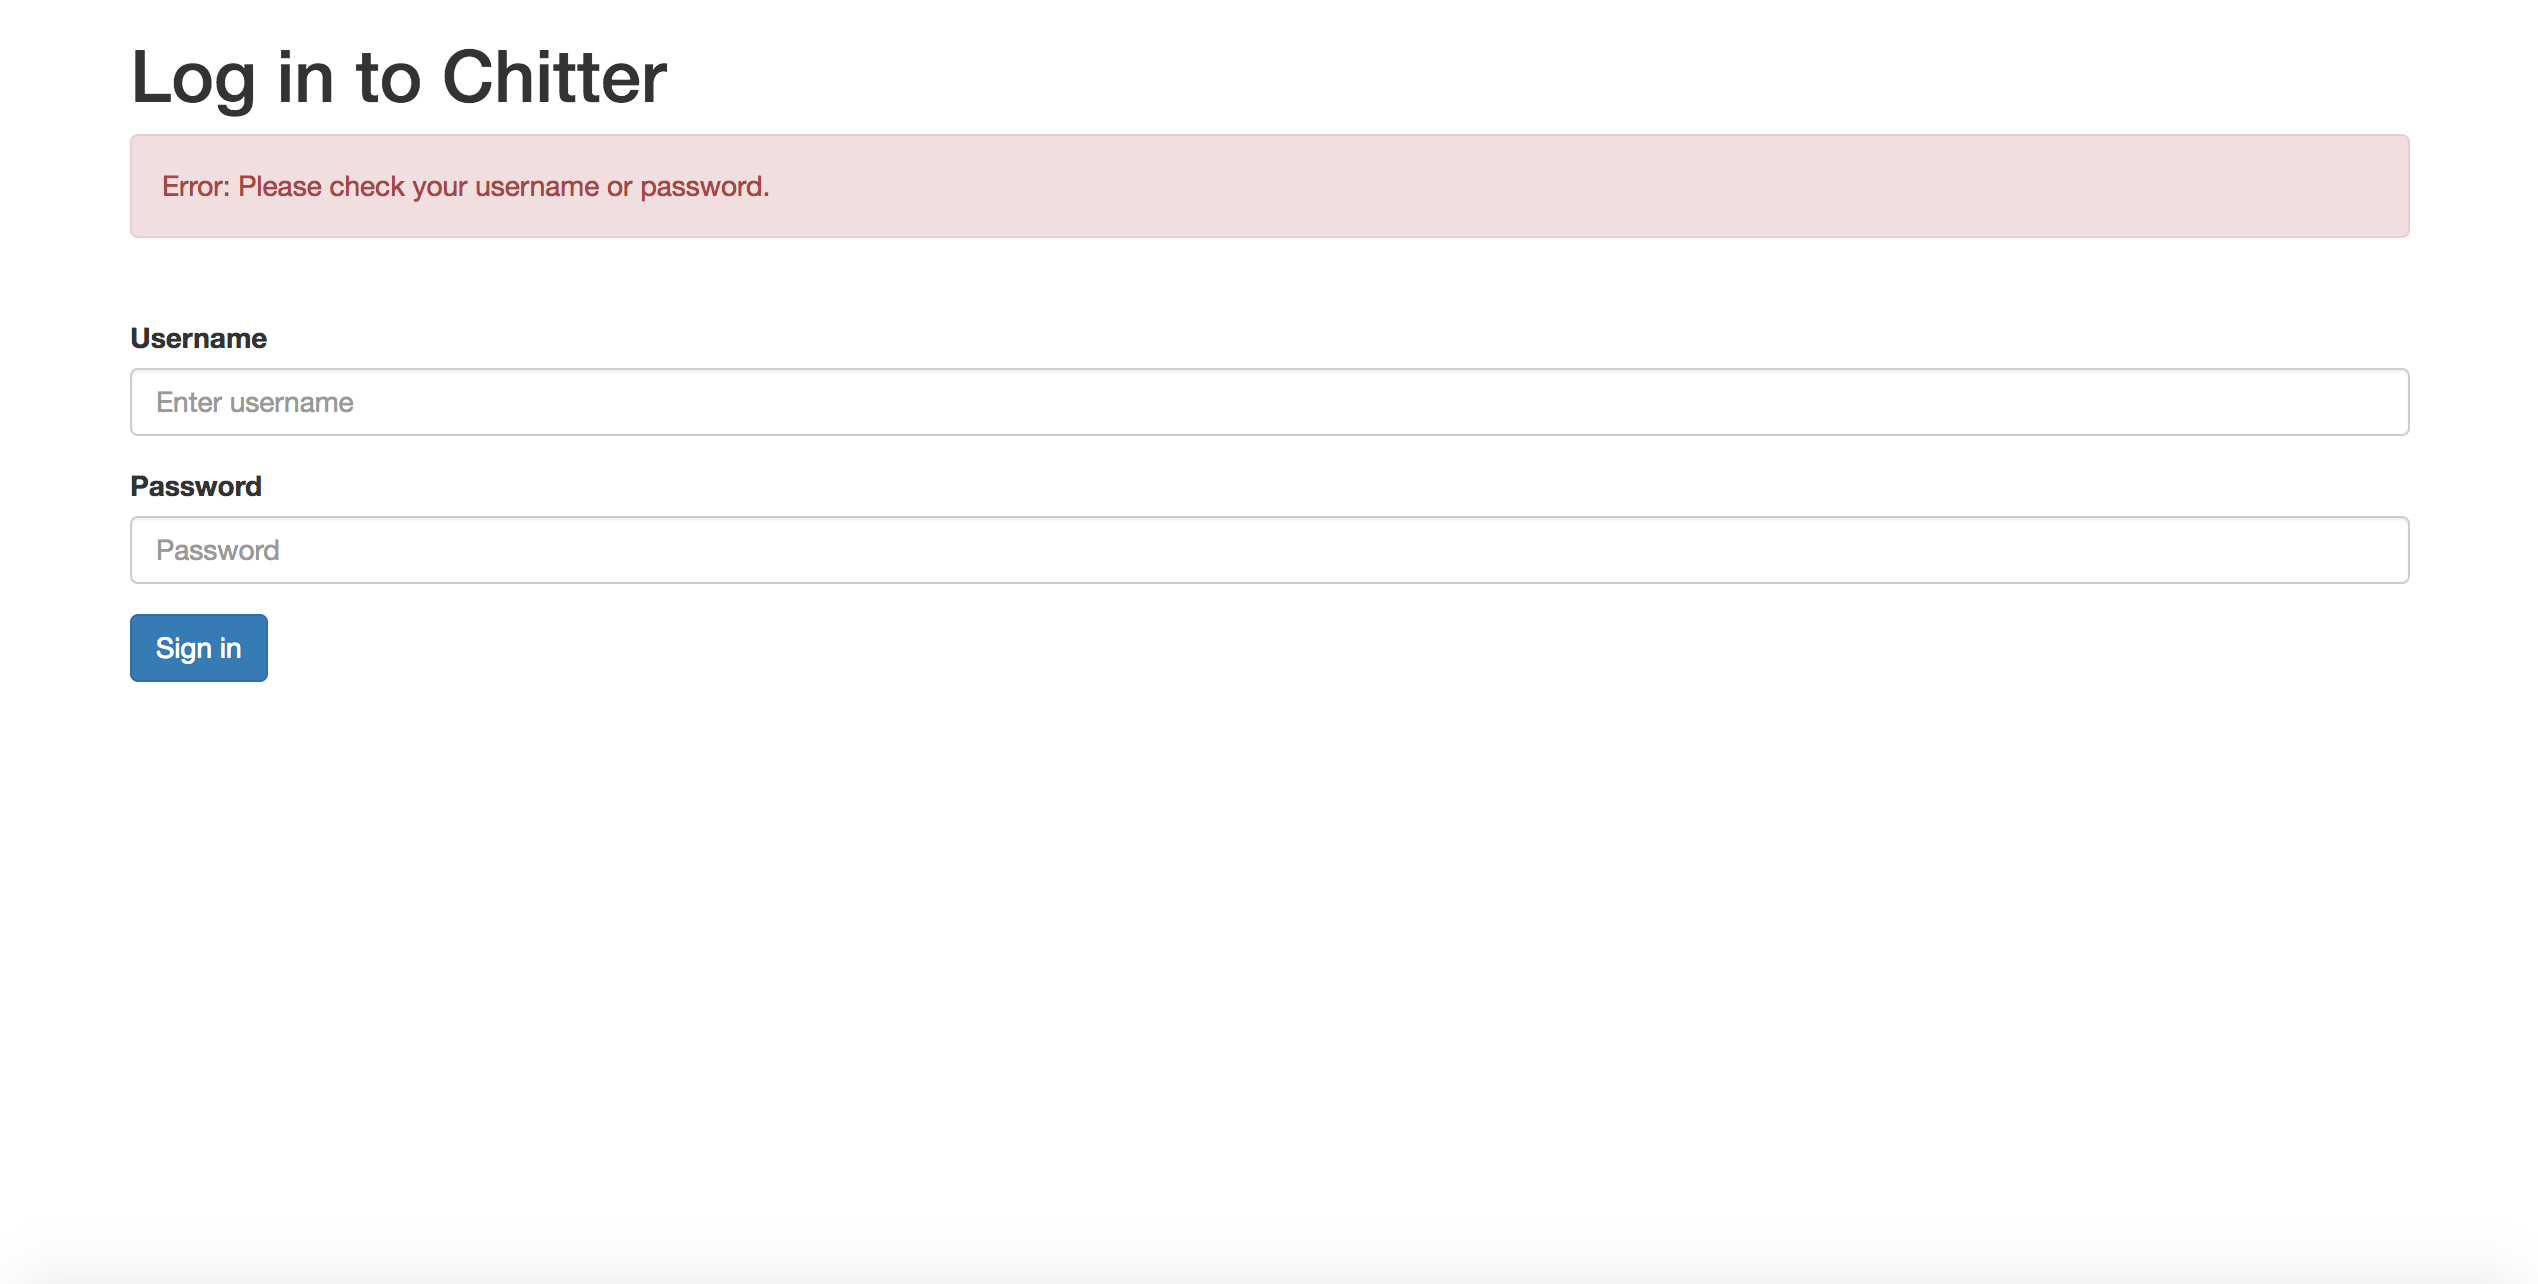 Log in to Chitter
Error: Please check your username or password.
Username
Enter username
Password
Password
Sign in